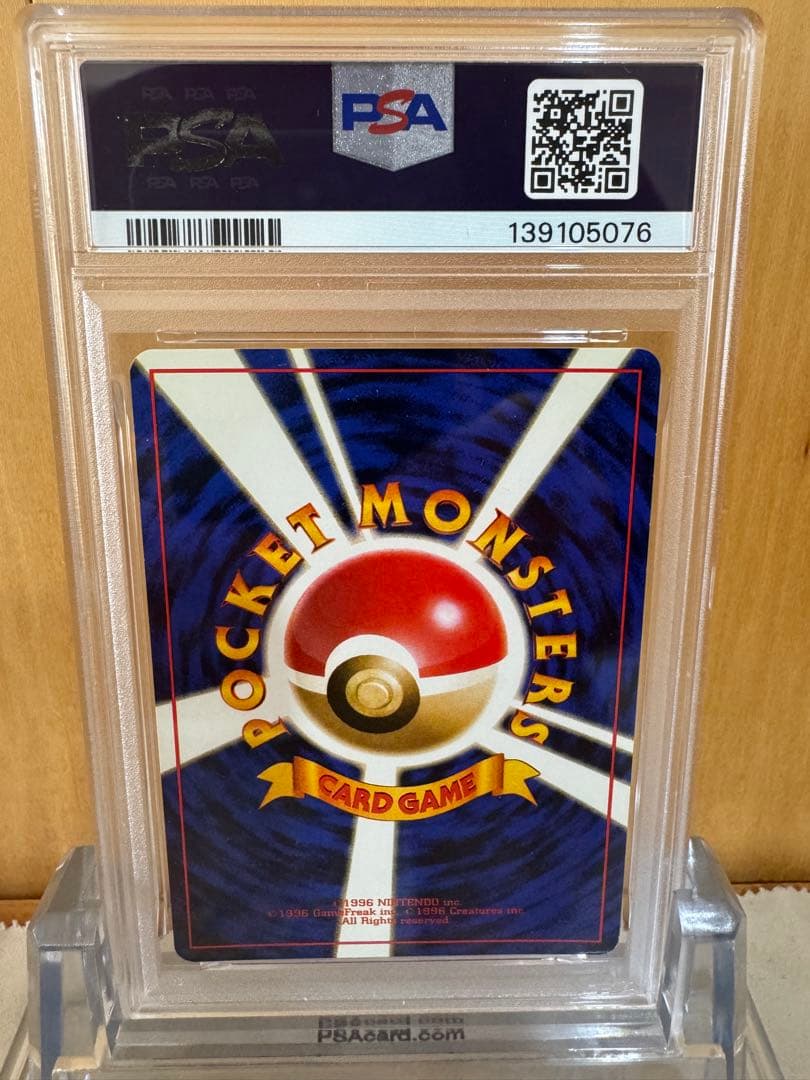 PSA PSA PSA
PSA
PSA PSA PSA
PSA
139105076
POCKET MONSTERS
CARD GAME
©1996 NINTENDO inc.
©1996 GameFreak inc. ©1996 Creatures inc.
All Rights reserved.
PSAcard.com
PSAcard.com